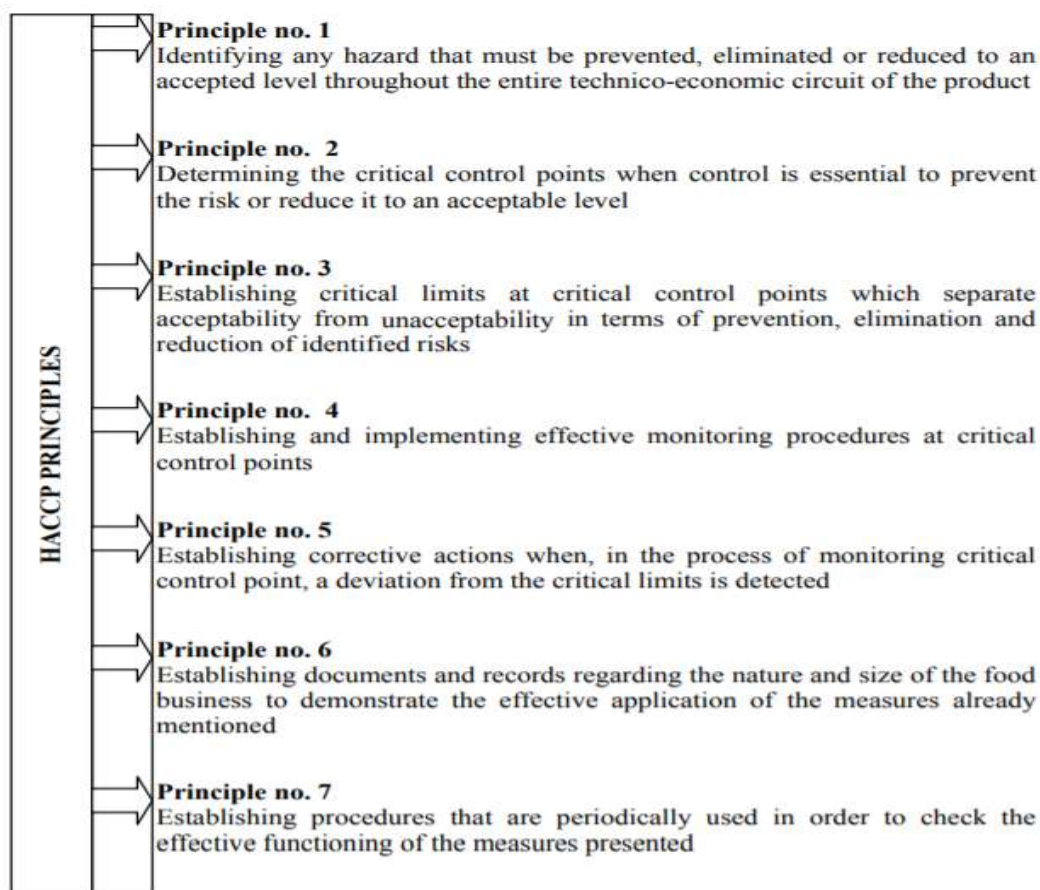 HACCP PRINCIPLES
Principle no. 1
Identifying any hazard that must be prevented, eliminated or reduced to an
accepted level throughout the entire technico-economic circuit of the product
Principle no. 2
Determining the critical control points when control is essential to prevent
the risk or reduce it to an acceptable level
Principle no. 3
Establishing critical limits at critical control points which separate
acceptability from unacceptability in terms of prevention, elimination and
reduction of identified risks
Principle no. 4
Establishing and implementing effective monitoring procedures at critical
control points
Principle no. 5
Establishing corrective actions when, in the process of monitoring critical
control point, a deviation from the critical limits is detected
Principle no. 6
Establishing documents and records regarding the nature and size of the food
business to demonstrate the effective application of the measures already
mentioned
Principle no. 7
Establishing procedures that are periodically used in order to check the
effective functioning of the measures presented